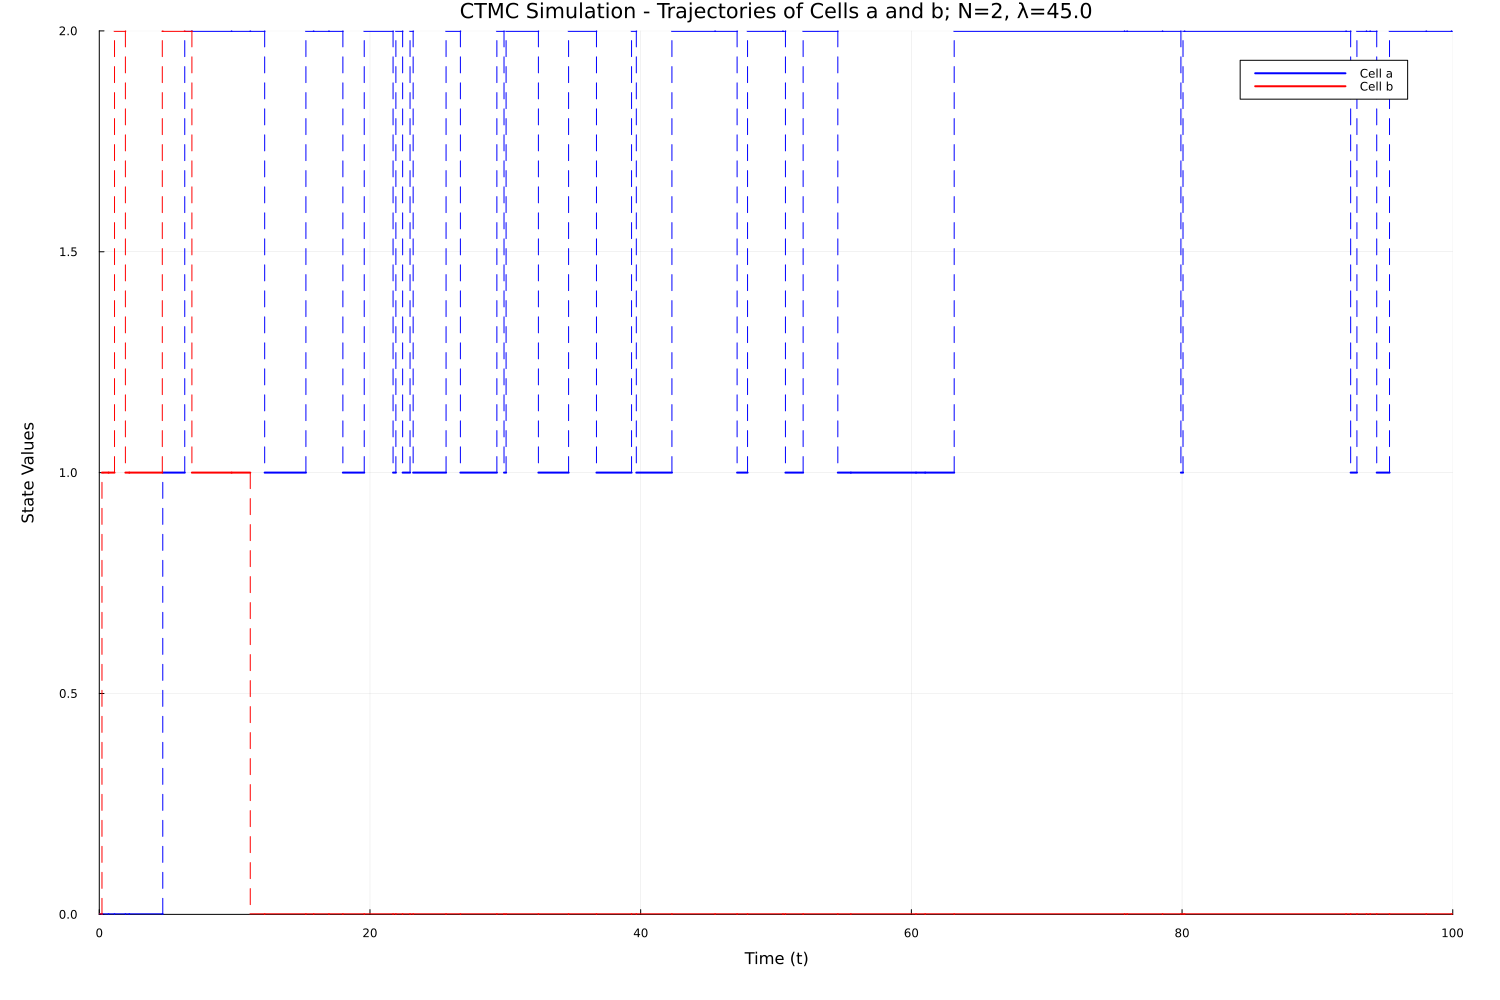 CTMC Simulation - Trajectories of Cells a and b; N=2, λ=45.0
2.0
Cell a
Cell b
1.5
1.0
State Values
0.5
0.0
0 20 40 60 80 100
Time (t)